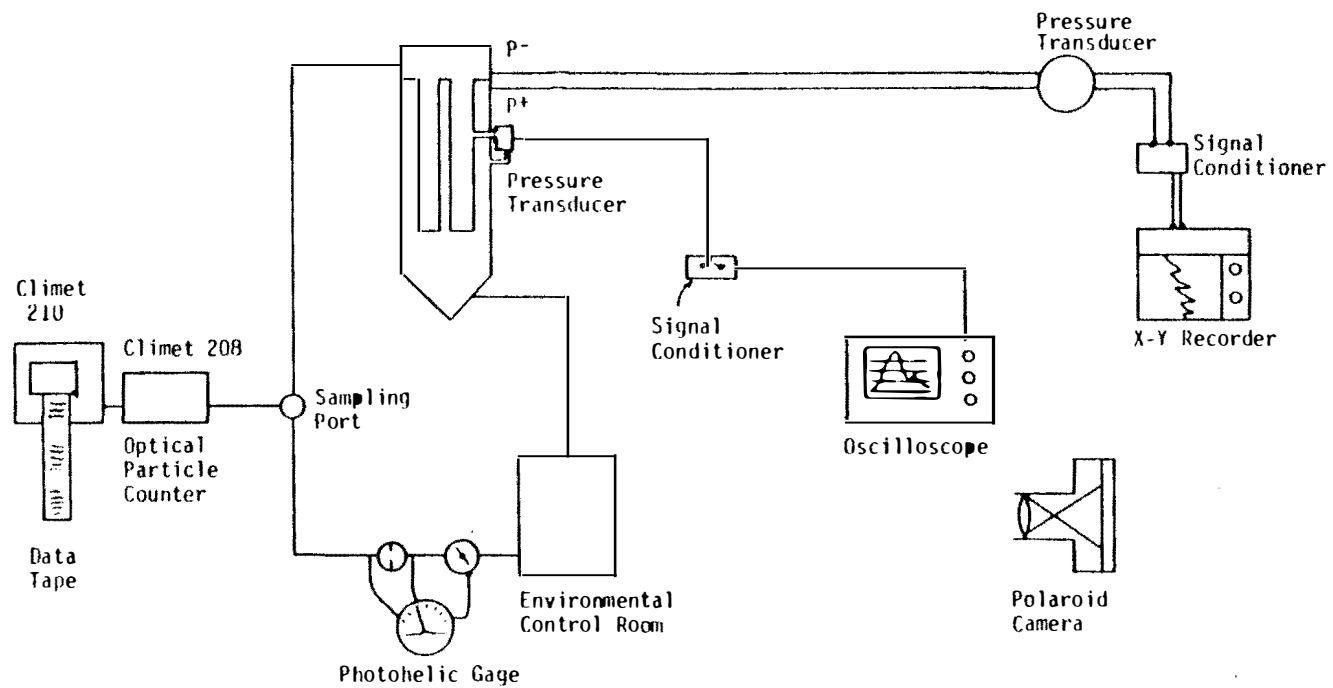 P-
Pressure
Transducer
P+
Signal
Conditioner
Pressure
Transducer
X-Y Recorder
Climet
210
Climet 208
Signal
Conditioner
Sampling
Port
Oscilloscope
Optical
Particle
Counter
Data
Tape
Environmental
Control Room
Polaroid
Camera
Photohelic Gage